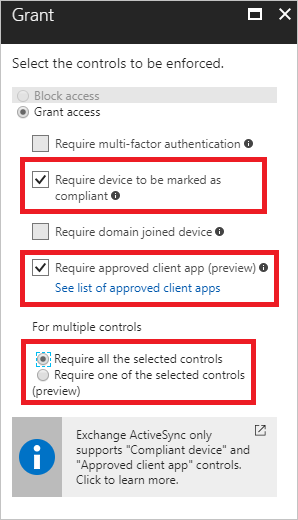 Grant
Select the controls to be enforced.
Block access
Grant access
Require multi-factor authentication
Require device to be marked as
compliant
Require domain joined device
Require approved client app (preview)
See list of approved client apps
For multiple controls
Require all the selected controls
Require one of the selected controls
(preview)
Exchange ActiveSync only
supports "Compliant device" and
"Approved client app" controls.
Click to learn more.